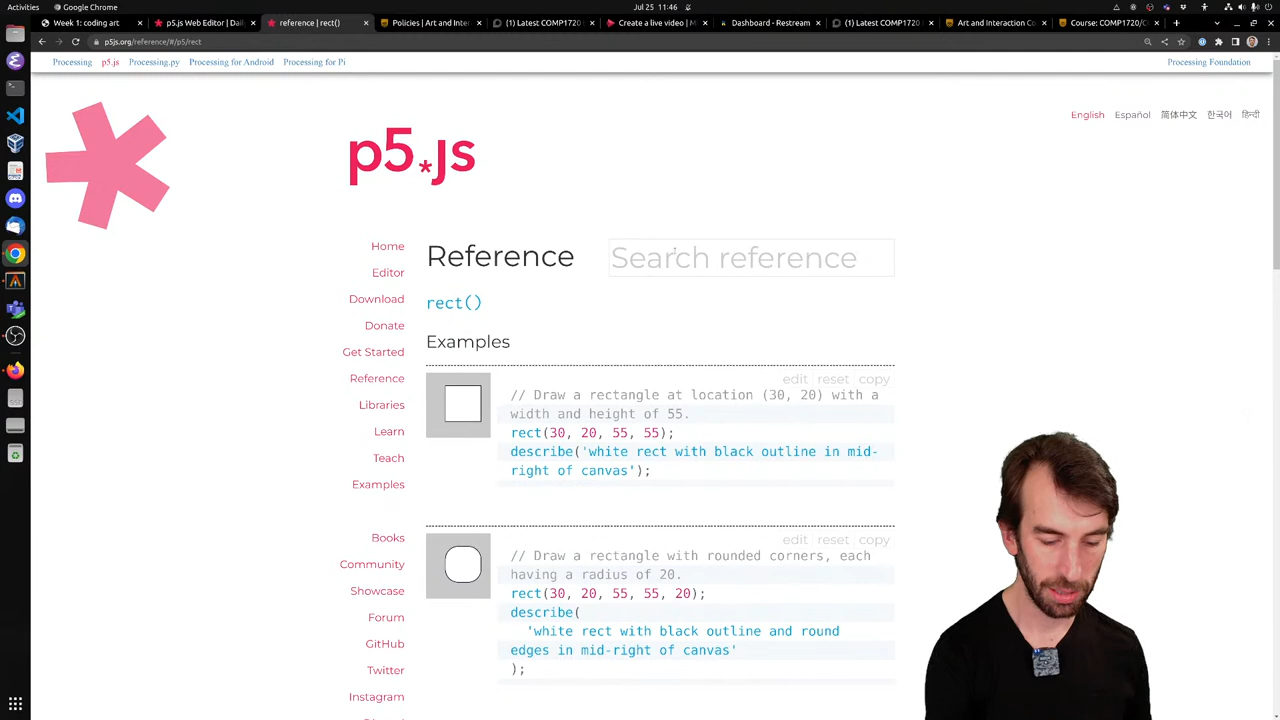 Activities
Google Chrome
Jul 25 11:46
Week 1: coding art
p5.js Web Editor | Dail
reference | rect()
Policies | Art and Inter
(1) Latest COMP1720
Create a live video | M
Dashboard - Restream
(1) Latest COMP1720
Art and Interaction Co
Course: COMP1720/C
p5js.org/reference/#/p5/rect
Processing p5.js Processing.py Processing for Android Processing for Pi
Processing Foundation
English Español 简体中文 한국어 हिन्दी
p5*js
Home
Editor
Download
Donate
Get Started
Reference
Libraries
Learn
Teach
Examples
Books
Community
Showcase
Forum
GitHub
Twitter
Instagram
Reference
Search reference
rect()
Examples
edit reset copy
// Draw a rectangle at location (30, 20) with a
width and height of 55.
rect(30, 20, 55, 55);
describe('white rect with black outline in mid-
right of canvas');
edit reset copy
// Draw a rectangle with rounded corners, each
having a radius of 20.
rect(30, 20, 55, 55, 20);
describe(
'white rect with black outline and round
edges in mid-right of canvas'
);